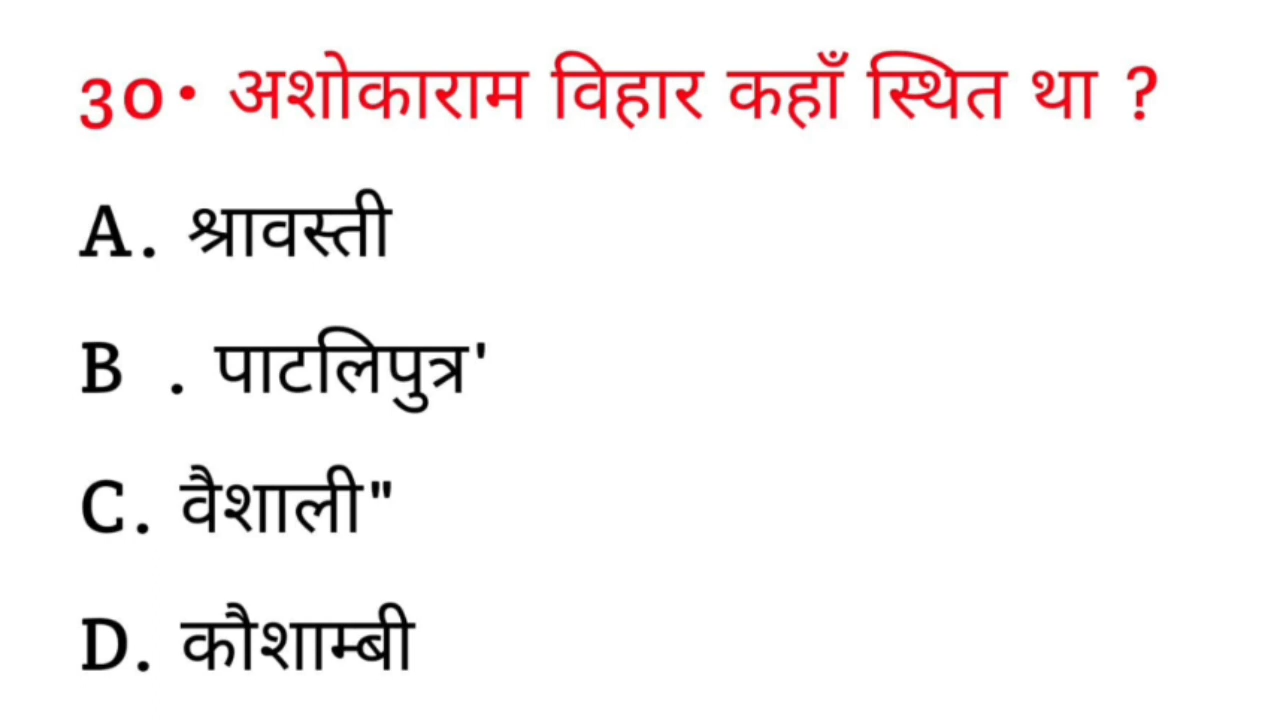 30• अशोकाराम विहार कहाँ स्थित था ?
A. श्रावस्ती
B . पाटलिपुत्र'
C. वैशाली"
D. कौशाम्बी